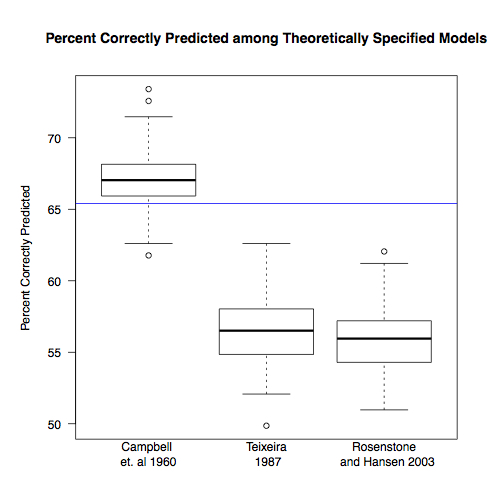 Percent Correctly Predicted among Theoretically Specified Models
Percent Correctly Predicted
70
65
60
55
50
Campbell
et. al 1960
Teixeira
1987
Rosenstone
and Hansen 2003